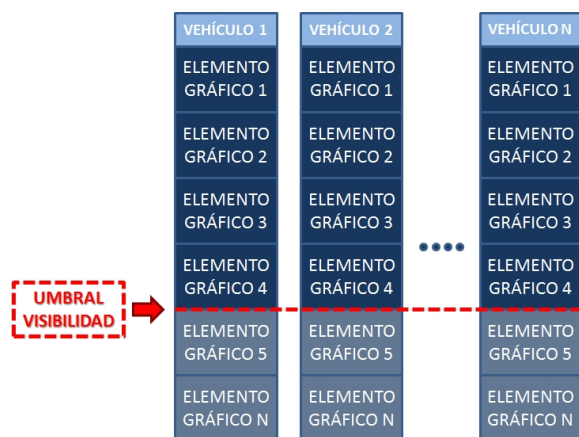 VEHÍCULO 1
ELEMENTO
GRÁFICO 1
ELEMENTO
GRÁFICO 2
ELEMENTO
GRÁFICO 3
ELEMENTO
GRÁFICO 4
ELEMENTO
GRÁFICO 5
ELEMENTO
GRÁFICO N
VEHÍCULO 2
ELEMENTO
GRÁFICO 1
ELEMENTO
GRÁFICO 2
ELEMENTO
GRÁFICO 3
ELEMENTO
GRÁFICO 4
ELEMENTO
GRÁFICO 5
ELEMENTO
GRÁFICO N
VEHÍCULO N
ELEMENTO
GRÁFICO 1
ELEMENTO
GRÁFICO 2
ELEMENTO
GRÁFICO 3
ELEMENTO
GRÁFICO 4
ELEMENTO
GRÁFICO 5
ELEMENTO
GRÁFICO N
UMBRAL
VISIBILIDAD